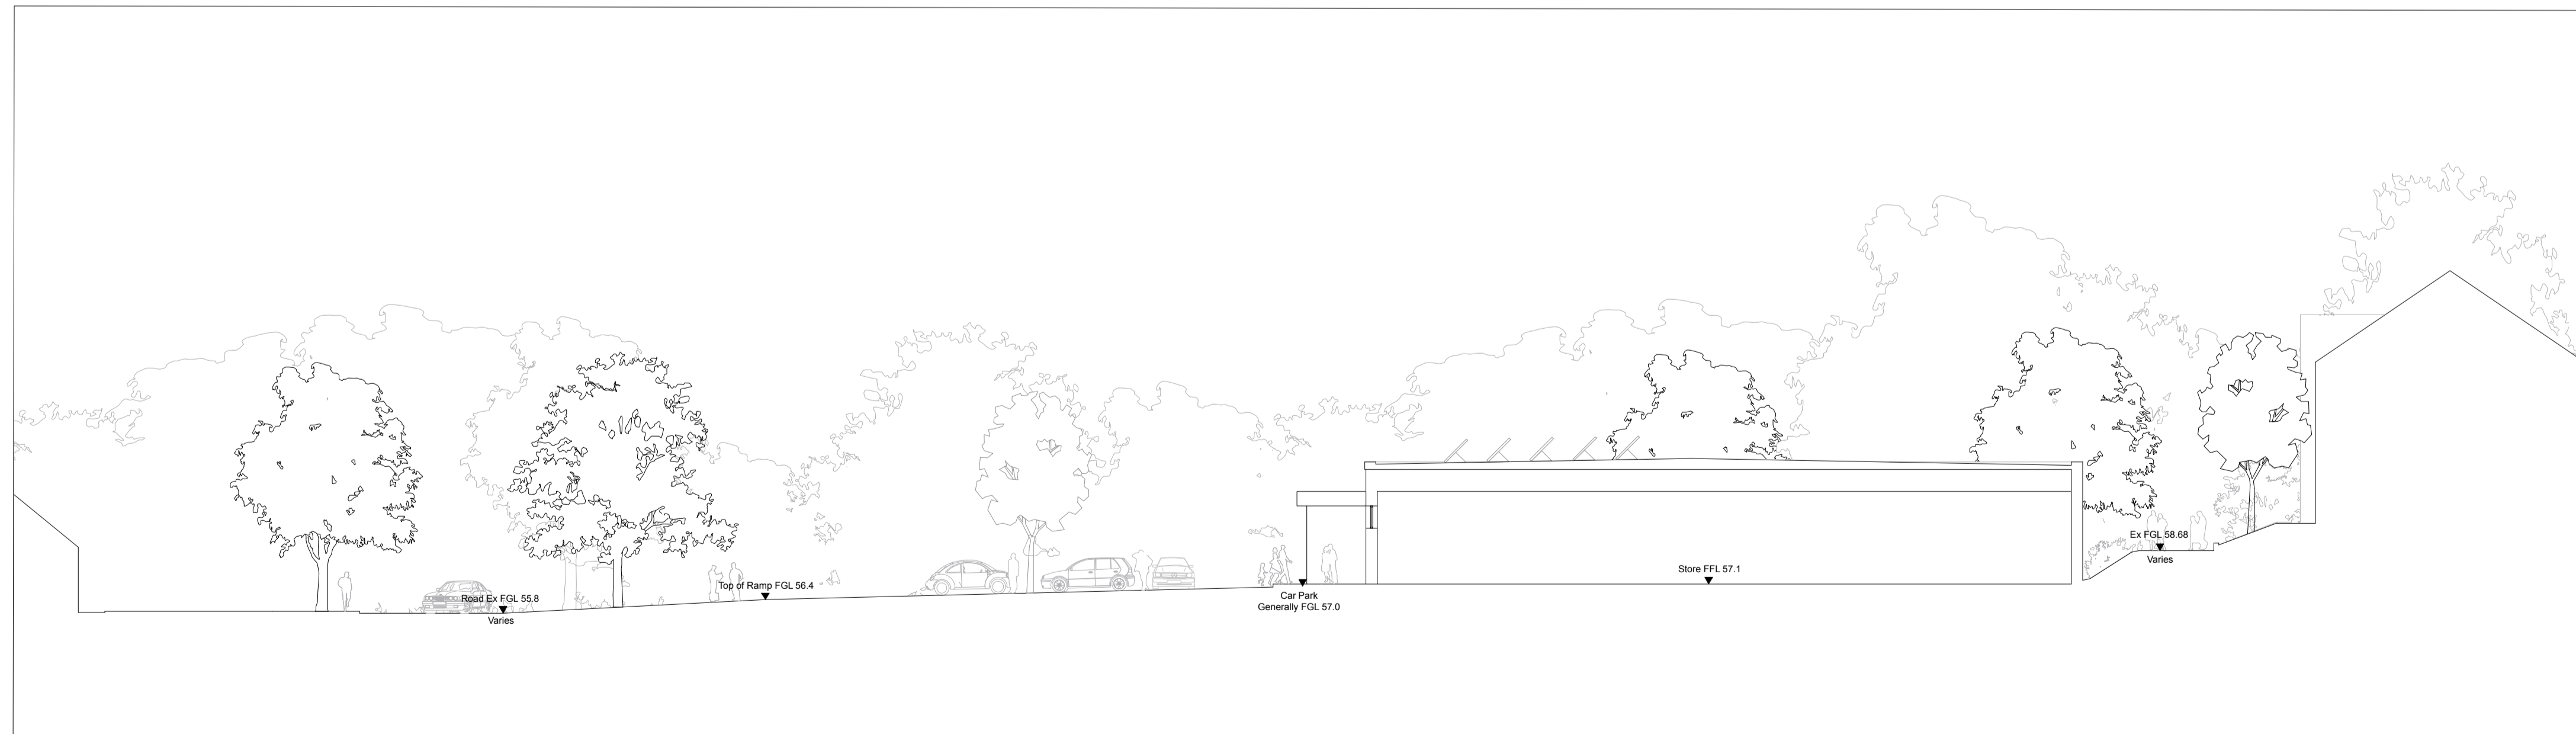 Road Ex FGL 55.8
Varies
Top of Ramp FGL 56.4
Car Park
Generally FGL 57.0
Store FFL 57.1
Ex FGL 58.68
Varies